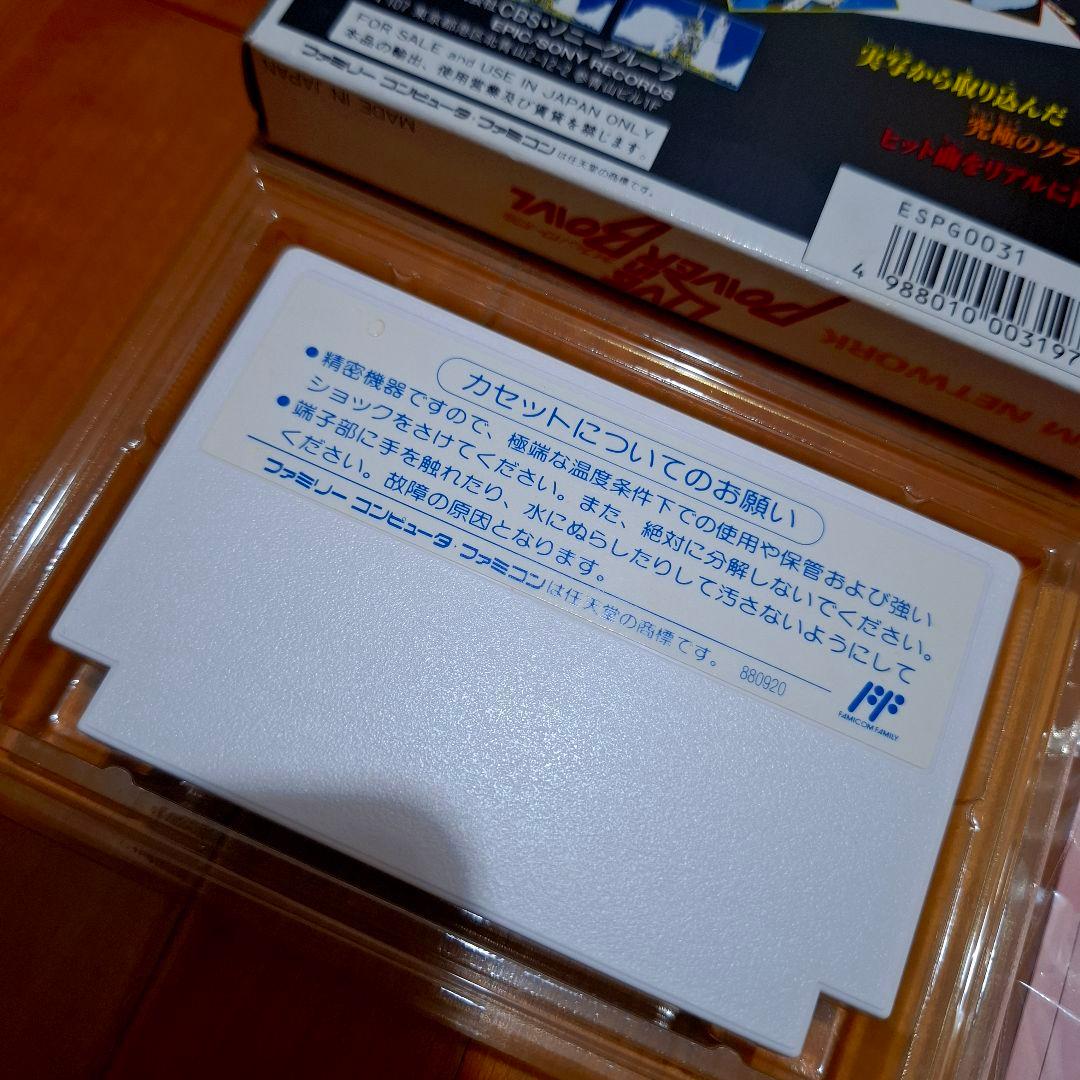 CBS・ソニーグループ
EPIC・SONY RECORDS
FOR SALE and USE IN JAPAN ONLY
本品の輸出、使用営業及び賃貸を禁じます。
ファミリー コンピュータ・ファミコンは任天堂の商標です。
MADE IN JAPAN
実写から取り込んだ
究極のグラ
ヒット曲をリアルに
ESPG0031
4 988010 003197
LIVE
POWER BOWL
M NETWORK
カセットについてのお願い
●精密機器ですので、極端な温度条件下での使用や保管および強い
ショックをさけてください。また、絶対に分解しないでください。
●端子部に手を触れたり、水にぬらしたりして汚さないようにして
ください。故障の原因となります。
ファミリー コンピュータ・ファミコンは任天堂の商標です。
880920
FAMICOM FAMILY